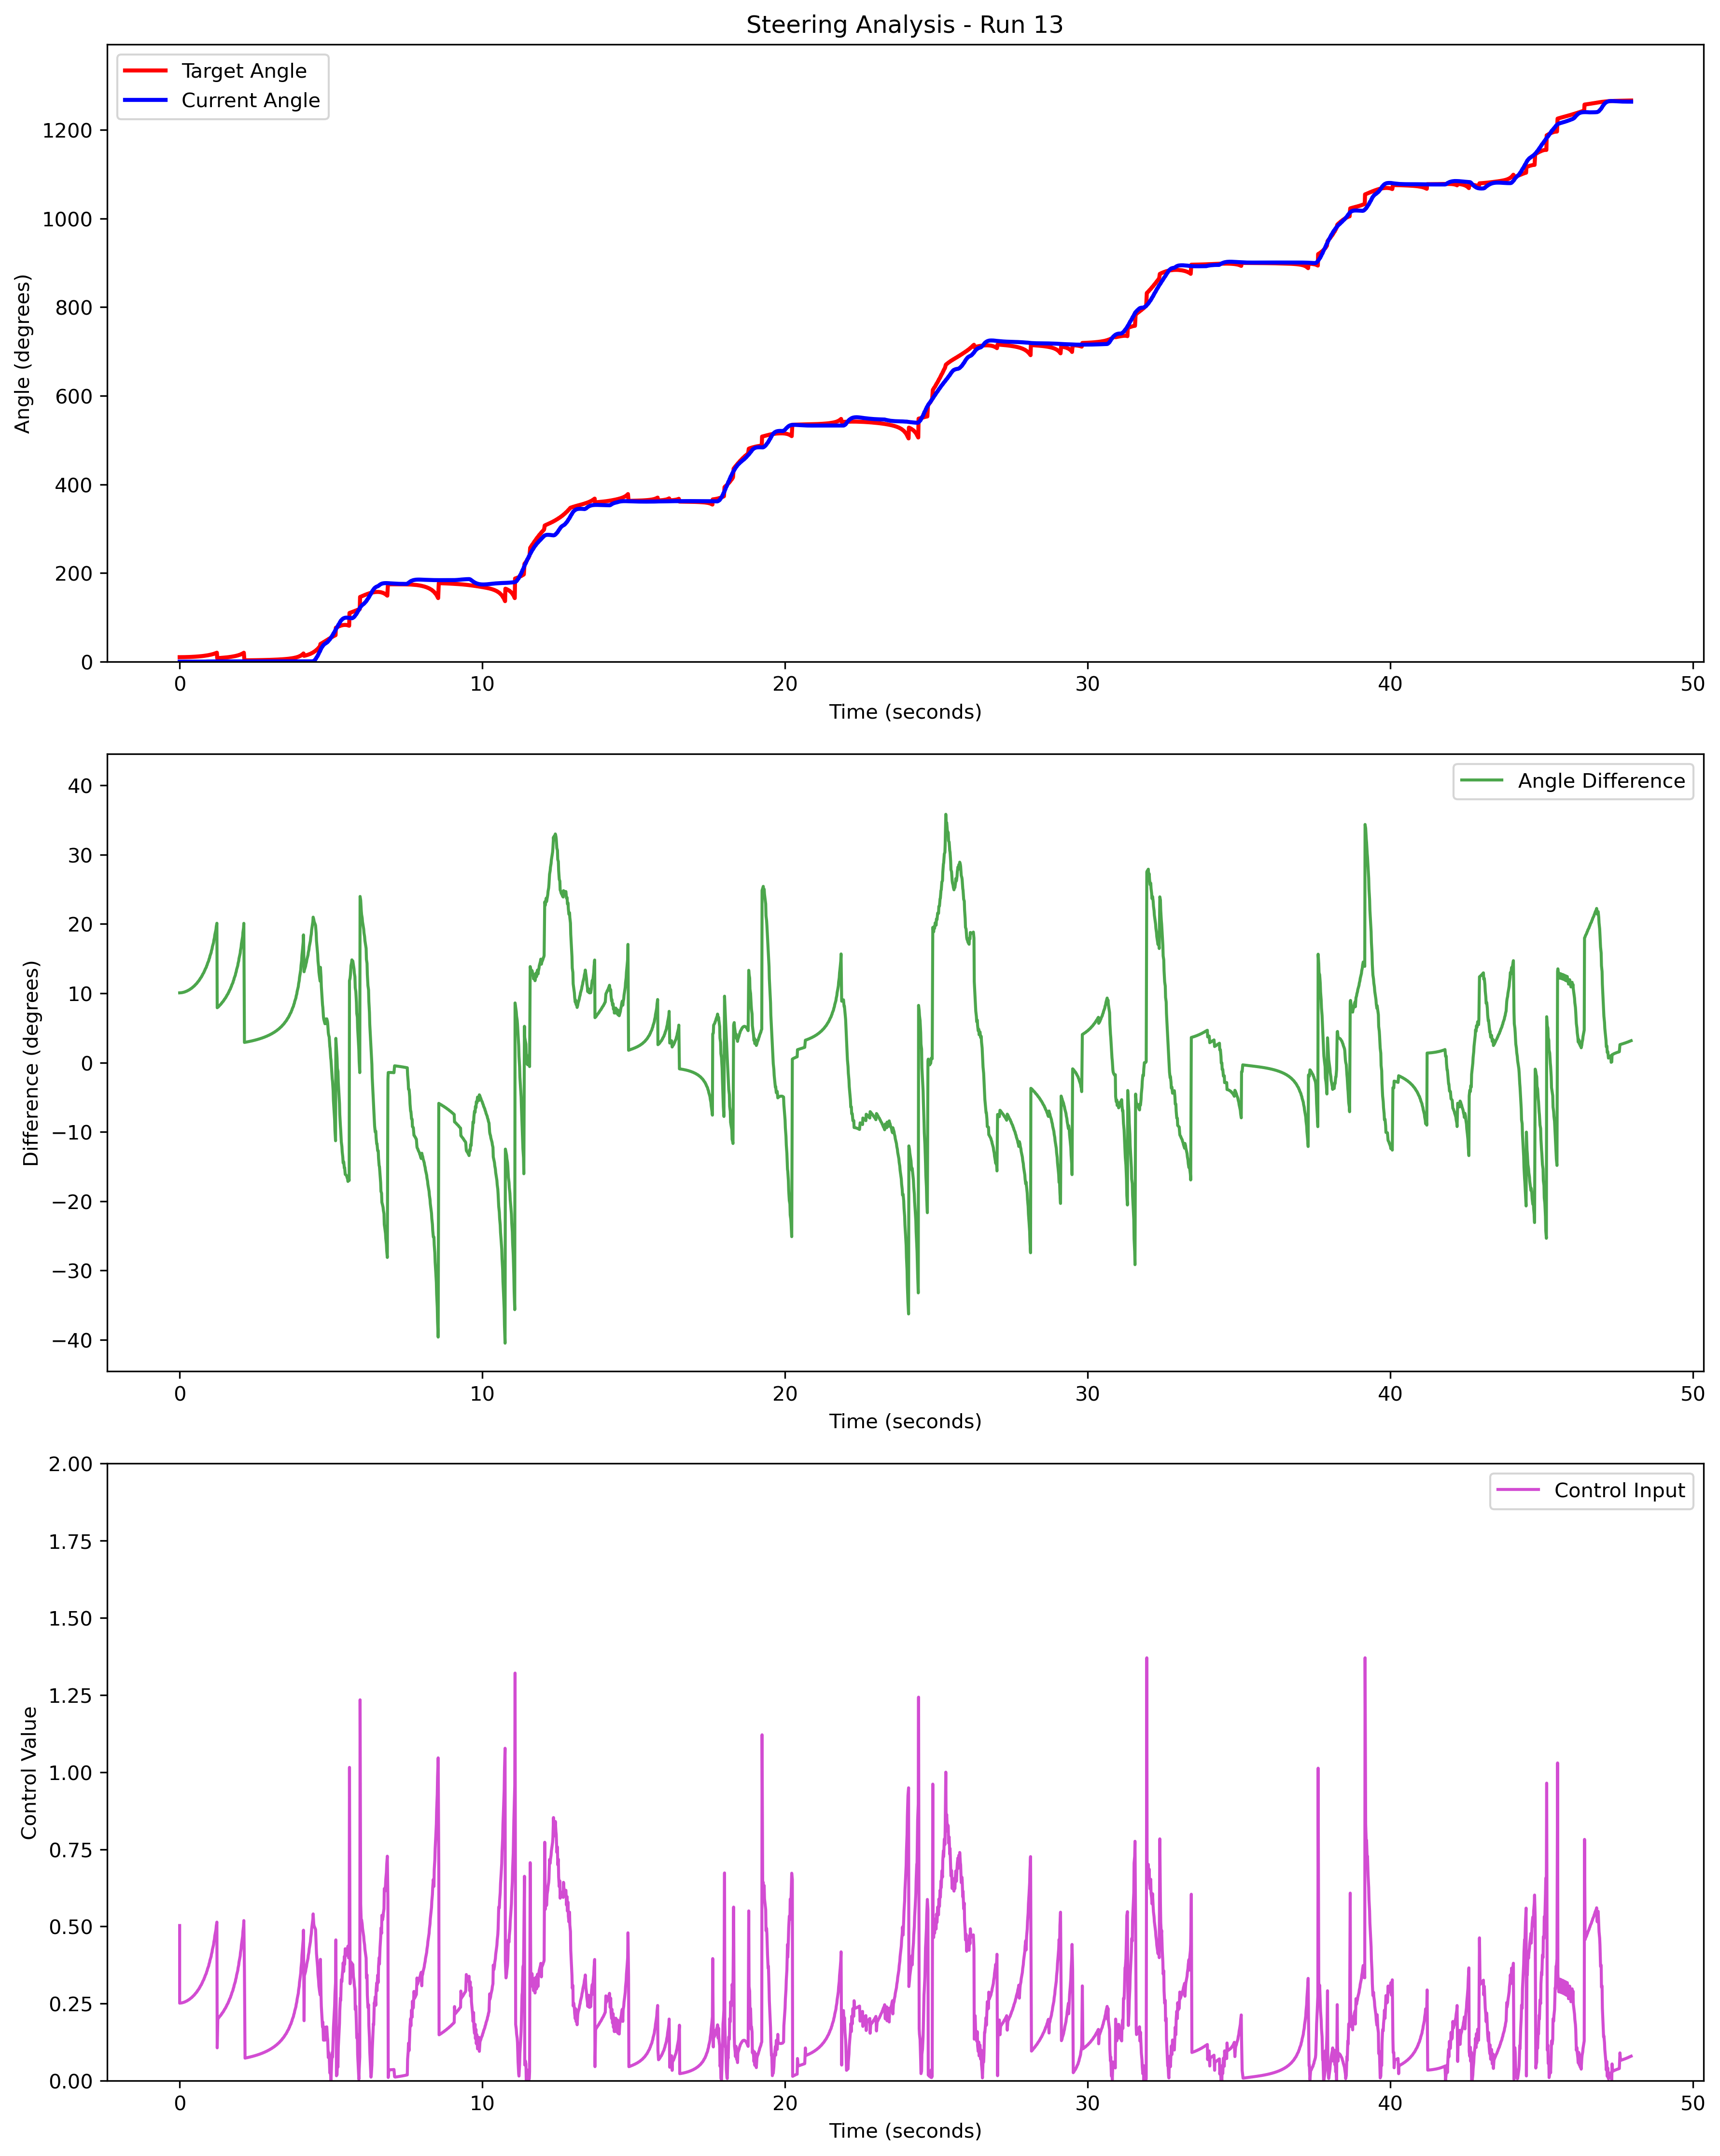 Steering Analysis - Run 13
Target Angle
Current Angle
Angle (degrees)
1200
1000
800
600
400
200
0
0 10 20 30 40 50
Time (seconds)
Angle Difference
Difference (degrees)
40
30
20
10
0
−10
−20
−30
−40
0 10 20 30 40 50
Time (seconds)
Control Input
Control Value
2.00
1.75
1.50
1.25
1.00
0.75
0.50
0.25
0.00
0 10 20 30 40 50
Time (seconds)